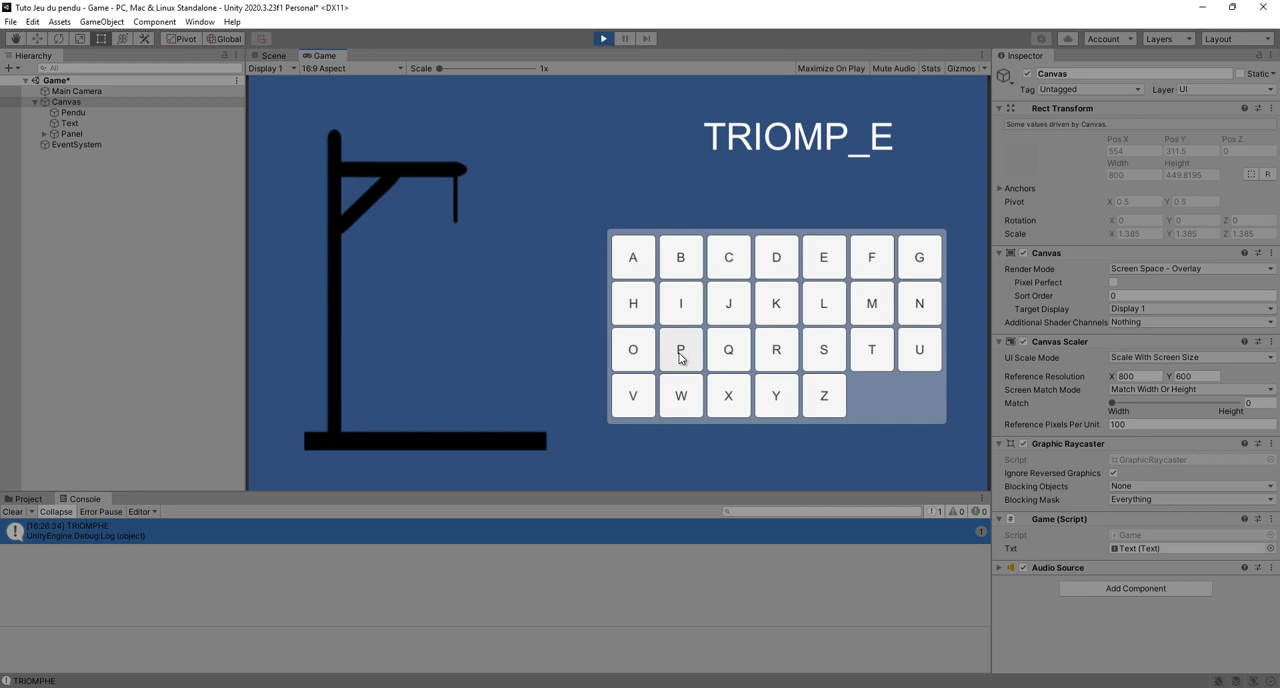 Tuto Jeu du pendu - Game - PC, Mac & Linux Standalone - Unity 2020.3.23f1 Personal* <DX11>
File Edit Assets GameObject Component Window Help
Pivot Global Account Layers Layout
Hierarchy
All
Game*
Main Camera
Canvas
Pendu
Text
Panel
EventSystem
Scene Game
Display 1 16:9 Aspect Scale 1x Maximize On Play Mute Audio Stats Gizmos
TRIOMP_E
A B C D E F G
H I J K L M N
O P Q R S T U
V W X Y Z
Project Console
Clear Collapse Error Pause Editor 1 0 0
[16:26:34] TRIOMPHE
UnityEngine.Debug:Log (object)
1
TRIOMPHE
Inspector
Canvas Static
Tag Untagged Layer UI
Rect Transform
Some values driven by Canvas.
Pos X Pos Y Pos Z
554 311.5 0
Width Height
800 449.8195 R
Anchors
Pivot X 0.5 Y 0.5
Rotation X 0 Y 0 Z 0
Scale X 1.385 Y 1.385 Z 1.385
Canvas
Render Mode Screen Space - Overlay
Pixel Perfect
Sort Order 0
Target Display Display 1
Additional Shader Channels Nothing
Canvas Scaler
UI Scale Mode Scale With Screen Size
Reference Resolution X 800 Y 600
Screen Match Mode Match Width Or Height
Match 0
Width Height
Reference Pixels Per Unit 100
Graphic Raycaster
Script GraphicRaycaster
Ignore Reversed Graphics
Blocking Objects None
Blocking Mask Everything
Game (Script)
Script Game
Txt Text (Text)
Audio Source
Add Component